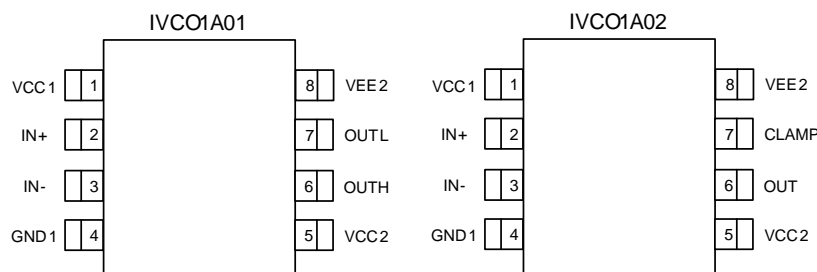 IVCO1A01
VCC1 1 8 VEE2
IN+ 2 7 OUTL
IN- 3 6 OUTH
GND1 4 5 VCC2
IVCO1A02
VCC1 1 8 VEE2
IN+ 2 7 CLAMP
IN- 3 6 OUT
GND1 4 5 VCC2